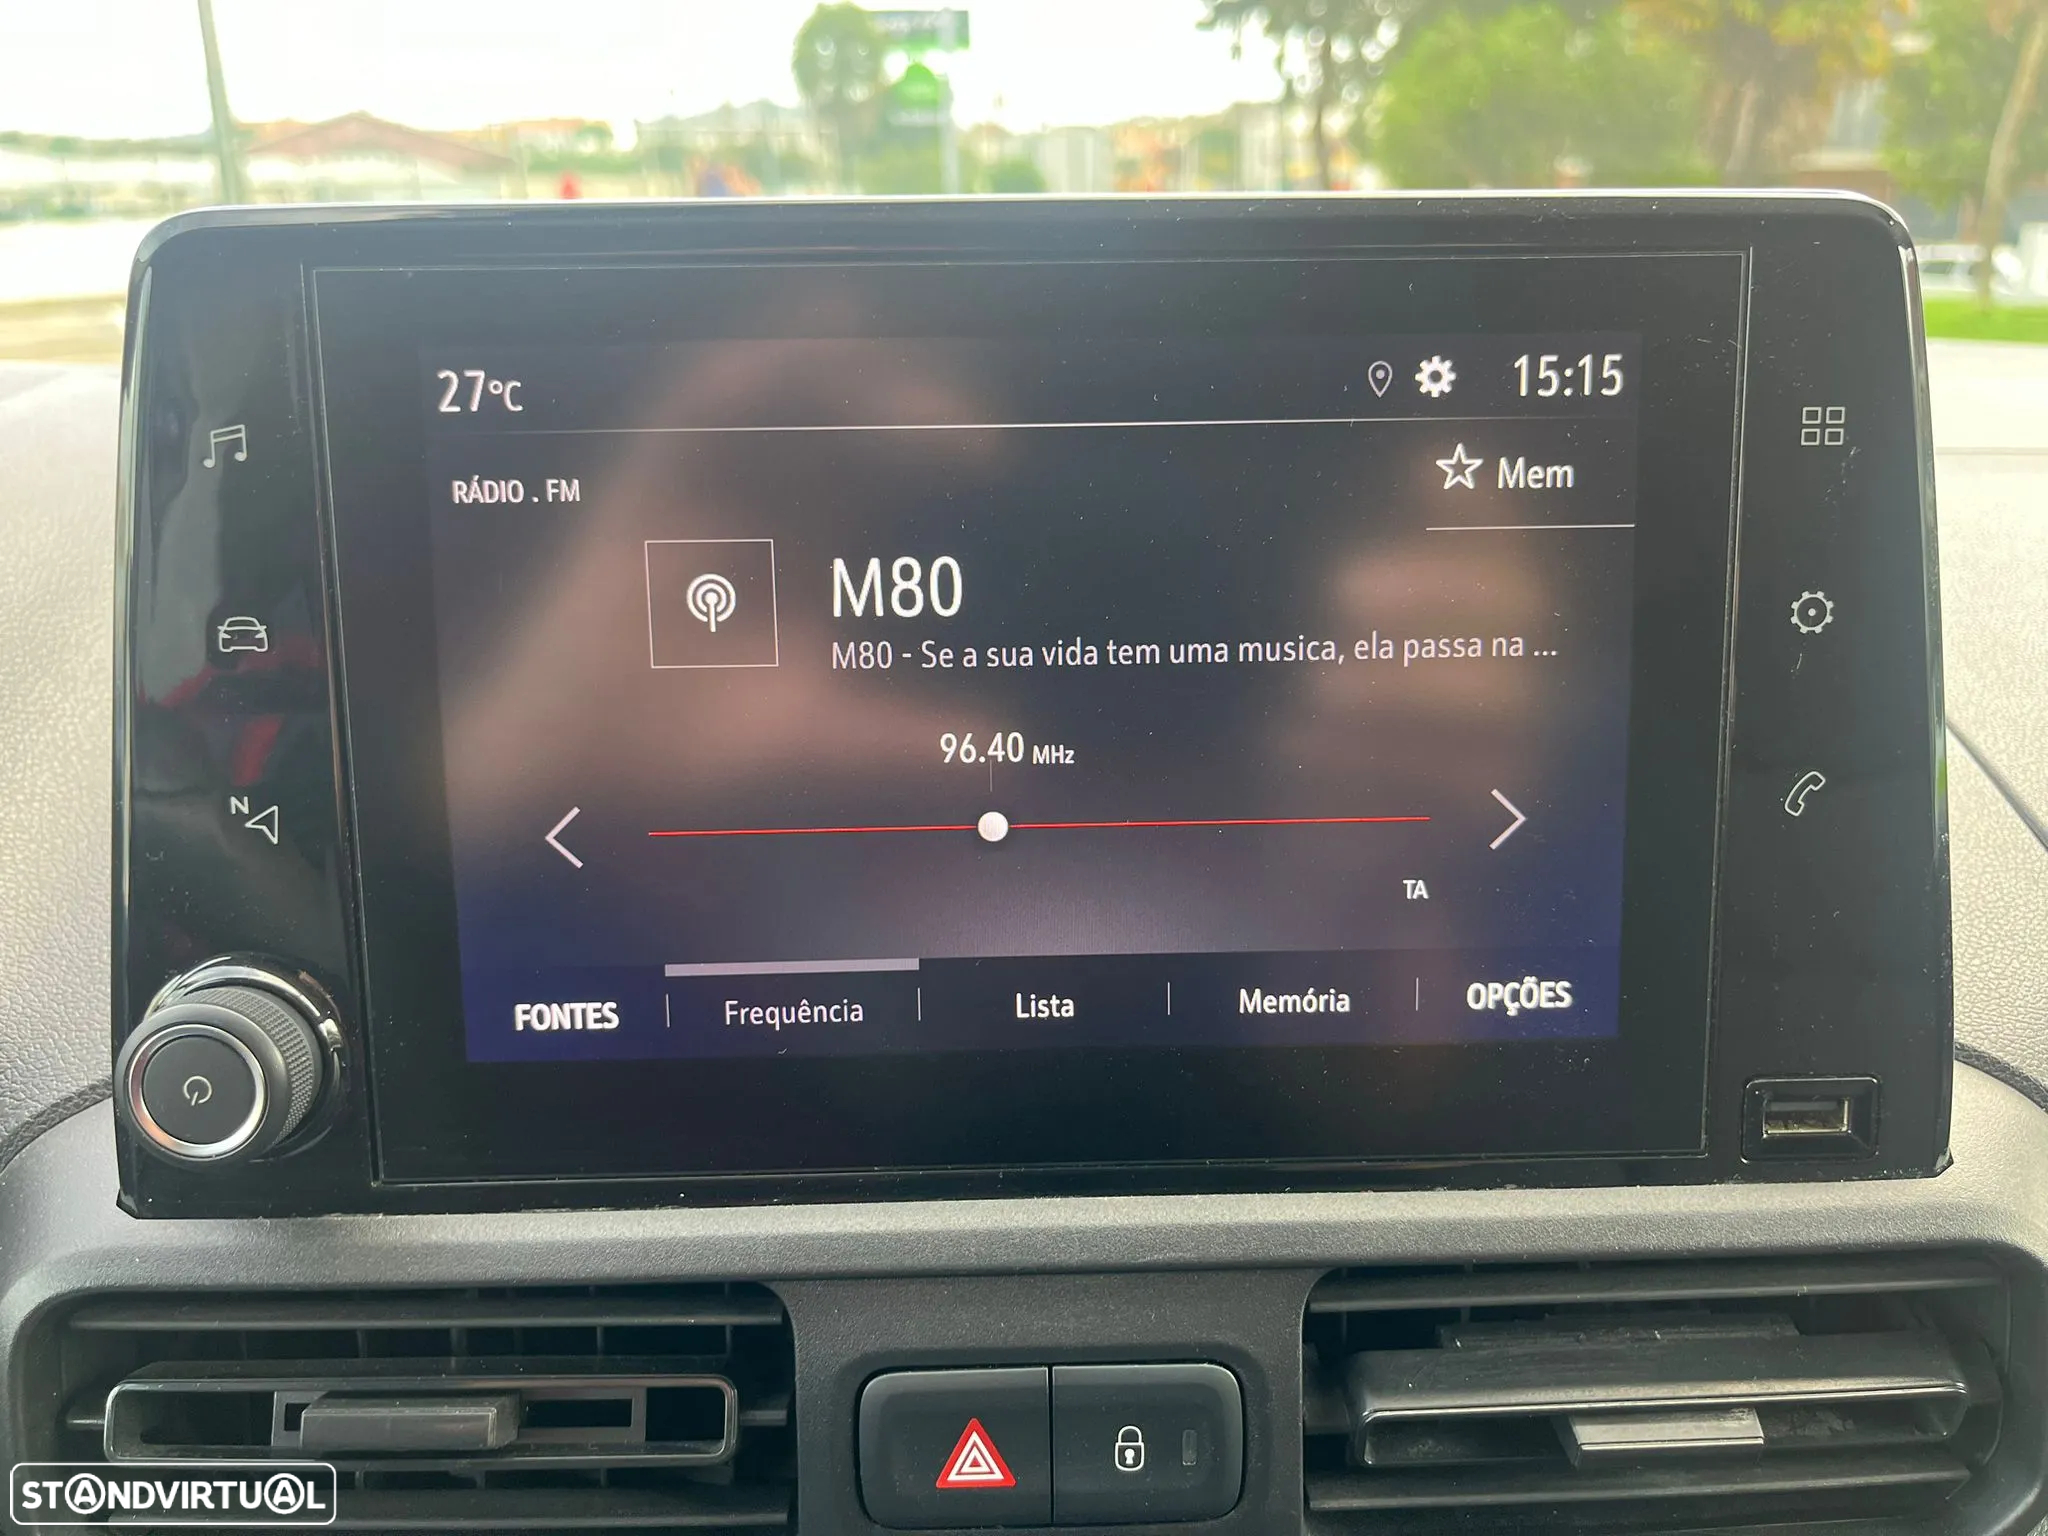 27°C
15:15
RÁDIO . FM
Mem
M80
M80 - Se a sua vida tem uma musica, ela passa na ...
96.40 MHz
N
TA
FONTES
Frequência
Lista
Memória
OPÇÕES
STANDVIRTUAL